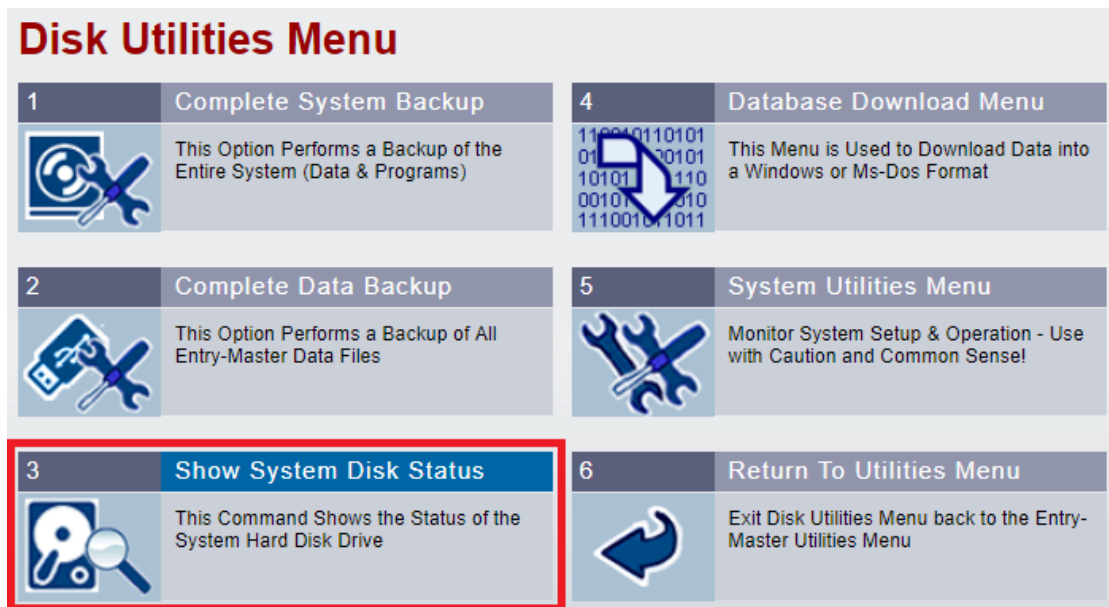 Disk Utilities Menu
1 Complete System Backup
This Option Performs a Backup of the
Entire System (Data & Programs)
2 Complete Data Backup
This Option Performs a Backup of All
Entry-Master Data Files
3 Show System Disk Status
This Command Shows the Status of the
System Hard Disk Drive
4 Database Download Menu
This Menu is Used to Download Data into
a Windows or Ms-Dos Format
5 System Utilities Menu
Monitor System Setup & Operation - Use
with Caution and Common Sense!
6 Return To Utilities Menu
Exit Disk Utilities Menu back to the Entry-
Master Utilities Menu